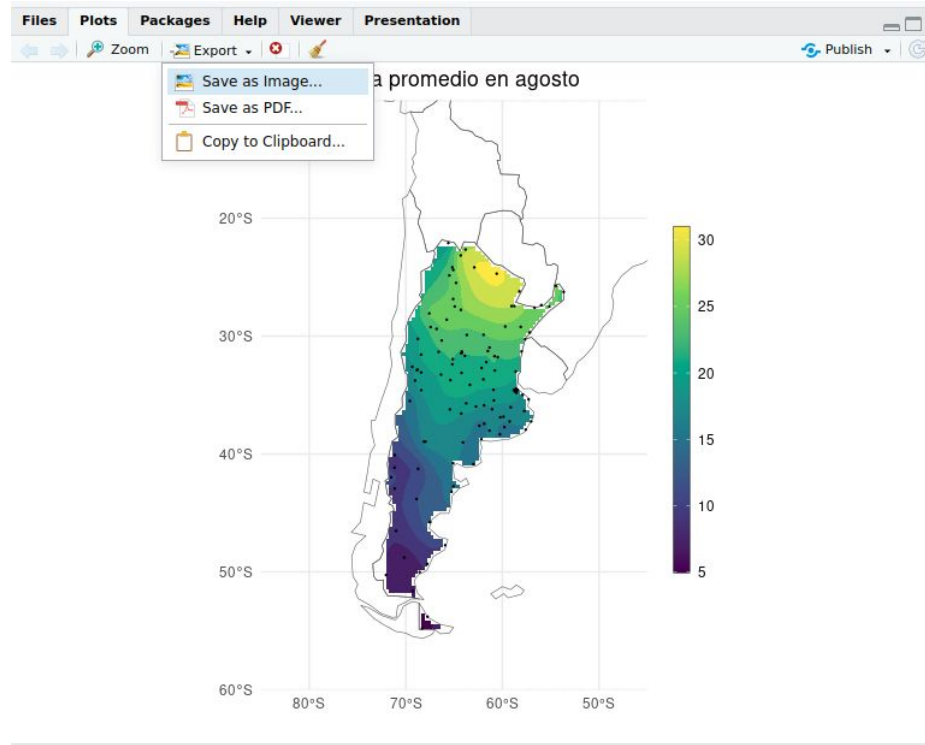 Files Plots Packages Help Viewer Presentation
Zoom Export Publish
Save as Image...
a promedio en agosto
Save as PDF...
Copy to Clipboard...
20°S
30°S
40°S
50°S
60°S
80°S 70°S 60°S 50°S
30
25
20
15
10
5